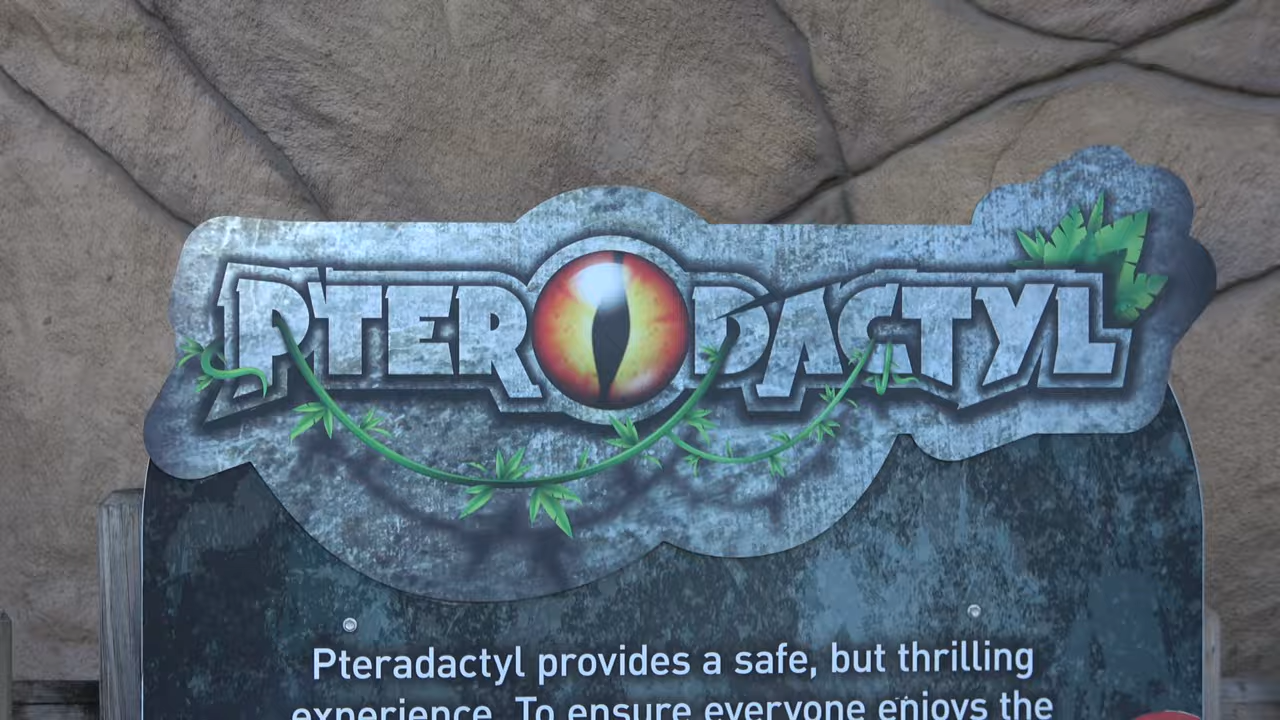 PTERODACTYL
Pteradactyl provides a safe, but thrilling
experience. To ensure everyone enjoys the